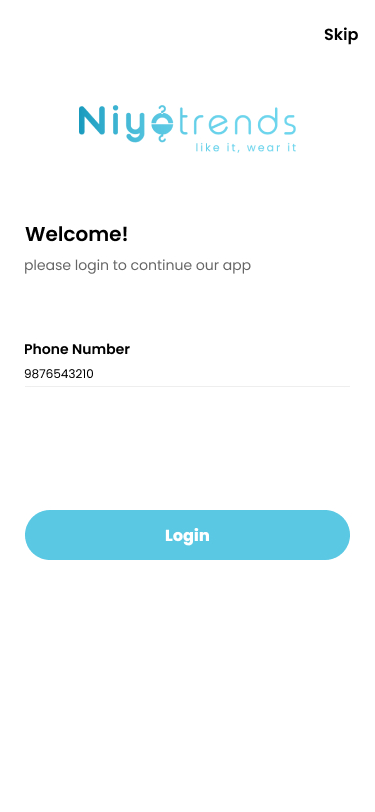 Skip
Niyotrends
like it, wear it
Welcome!
please login to continue our app
Phone Number
9876543210
Login